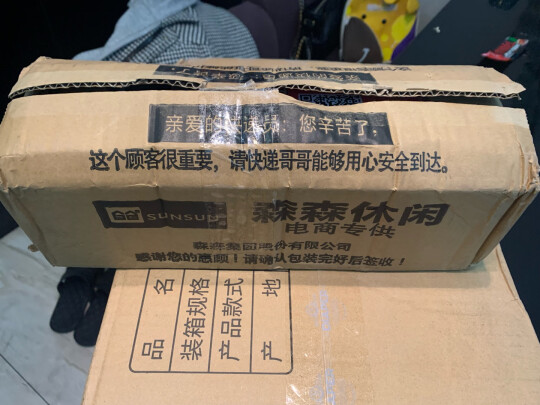 亲爱的快递员：您辛苦了.
这个顾客很重要，请快递哥哥能够用心安全到达。
SUNSUN 森森休闲
电商专供
森森集团股份有限公司
感谢您的惠顾！请确认包装完好后签收！
品名
装箱规格
产品款式
产地